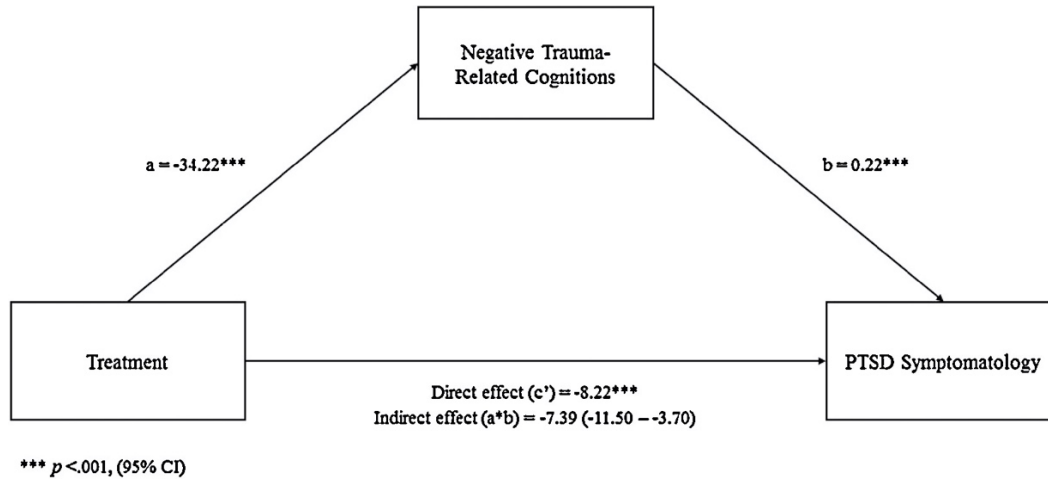 Negative Trauma-
Related Cognitions
a = -34.22***
b = 0.22***
Treatment
PTSD Symptomatology
Direct effect (c’) = -8.22***
Indirect effect (a*b) = -7.39 (-11.50 – -3.70)
*** p <.001, (95% CI)